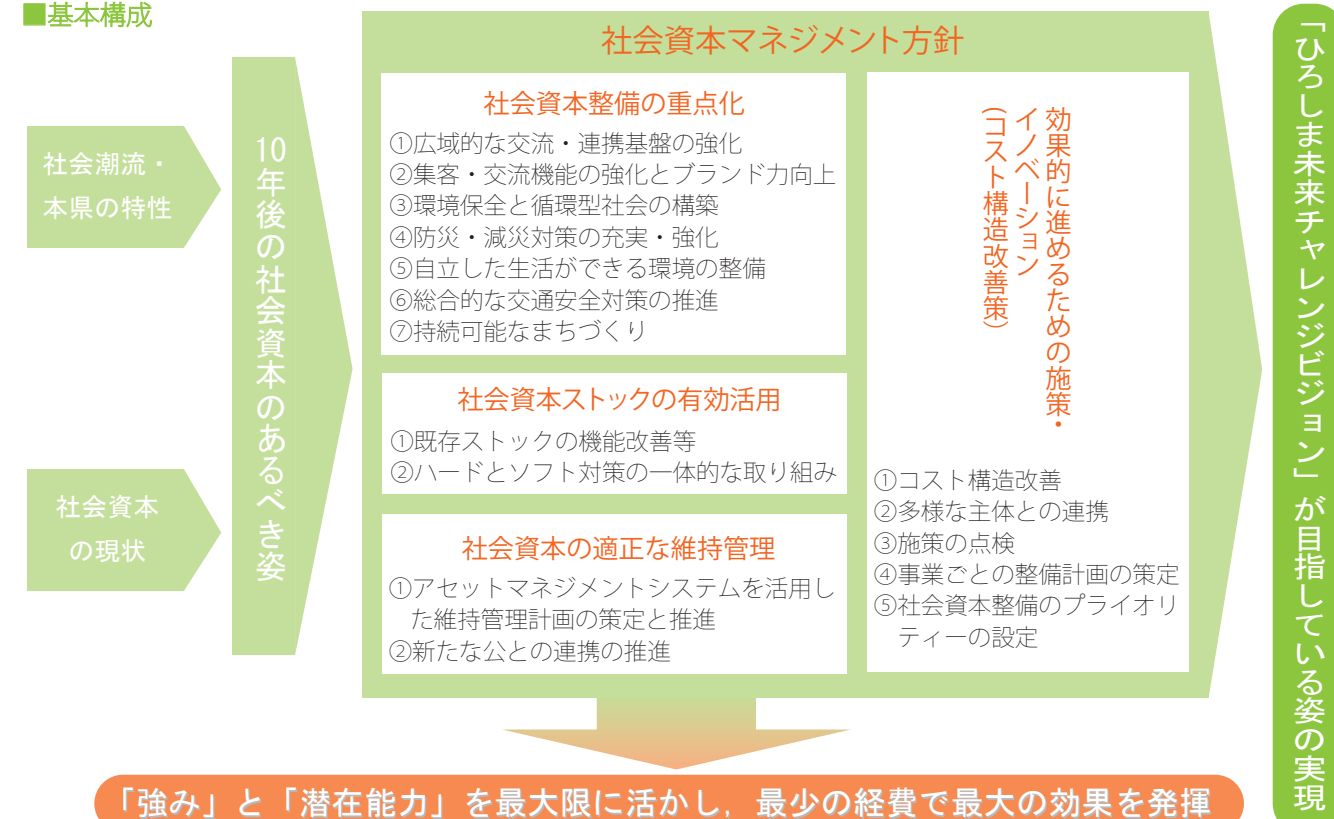 ■基本構成
社会潮流・
本県の特性
社会資本
の現状
10年後の社会資本のあるべき姿
社会資本マネジメント方針
社会資本整備の重点化
①広域的な交流・連携基盤の強化
②集客・交流機能の強化とブランド力向上
③環境保全と循環型社会の構築
④防災・減災対策の充実・強化
⑤自立した生活ができる環境の整備
⑥総合的な交通安全対策の推進
⑦持続可能なまちづくり
社会資本ストックの有効活用
①既存ストックの機能改善等
②ハードとソフト対策の一体的な取り組み
社会資本の適正な維持管理
①アセットマネジメントシステムを活用し
た維持管理計画の策定と推進
②新たな公との連携の推進
効果的に進めるための施策・
イノベーション
(コスト構造改善策)
①コスト構造改善
②多様な主体との連携
③施策の点検
④事業ごとの整備計画の策定
⑤社会資本整備のプライオリ
ティーの設定
「ひろしま未来チャレンジビジョン」が目指している姿の実現
「強み」と「潜在能力」を最大限に活かし，最少の経費で最大の効果を発揮